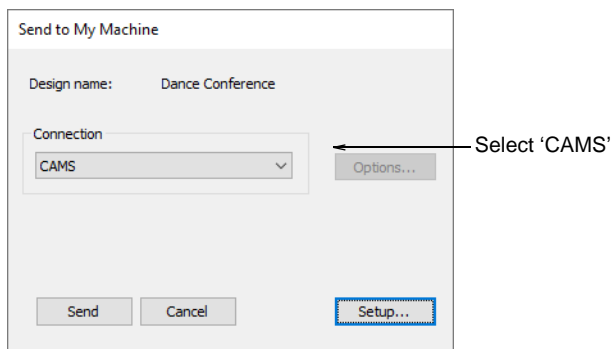 Send to My Machine
Design name: Dance Conference
Connection
CAMS
Options...
Select 'CAMS'
Send Cancel Setup...